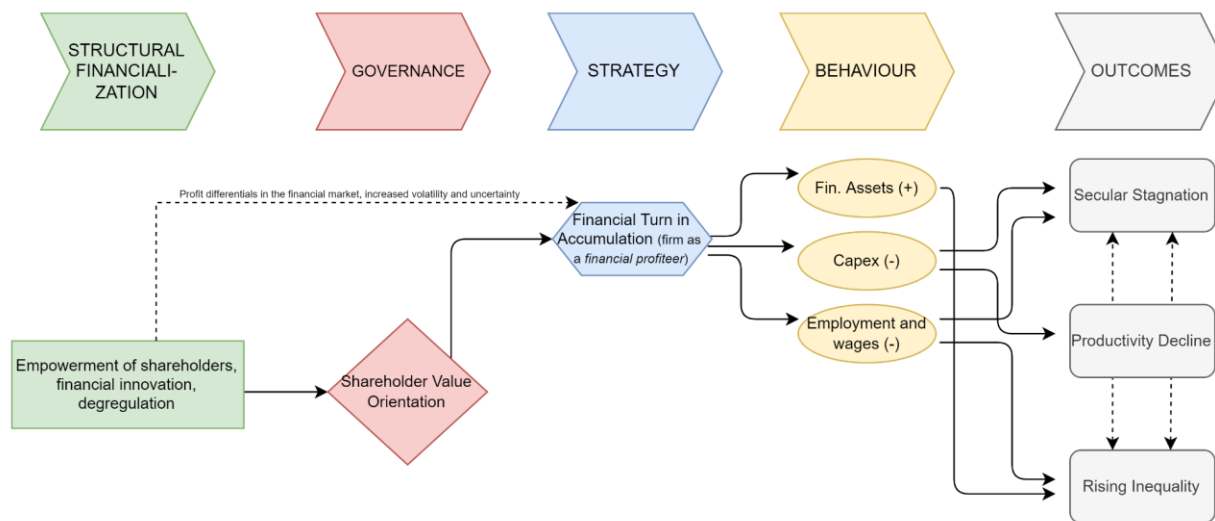 STRUCTURAL
FINANCIALI-
ZATION
GOVERNANCE
STRATEGY
BEHAVIOUR
OUTCOMES
Profit differentials in the financial market, increased volatility and uncertainty
Empowerment of shareholders,
financial innovation,
degregulation
Shareholder Value
Orientation
Financial Turn in
Accumulation (firm as
a financial profiteer)
Fin. Assets (+)
Capex (-)
Employment and
wages (-)
Secular Stagnation
Productivity Decline
Rising Inequality